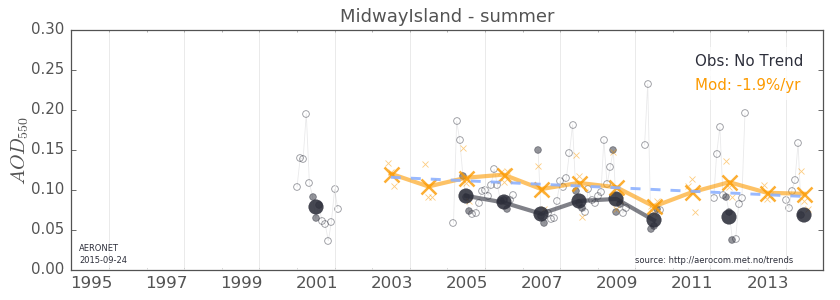 MidwayIsland - summer
0.30
0.25
0.20
0.15
0.10
0.05
0.00
AOD550
Obs: No Trend
Mod: -1.9%/yr
AERONET
2015-09-24
source: http://aerocom.met.no/trends
1995 1997 1999 2001 2003 2005 2007 2009 2011 2013